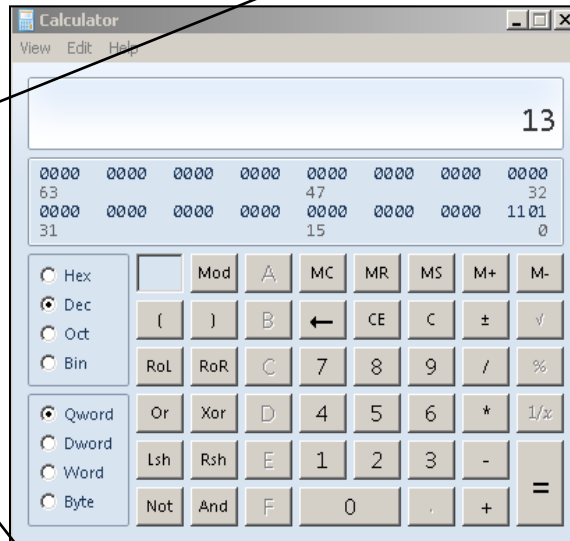 Calculator
View Edit Help
13
0000 0000 0000 0000 0000 0000 0000 0000
63 47 32
0000 0000 0000 0000 0000 0000 0000 1101
31 15 0
Hex Mod A MC MR MS M+ M-
Dec ( ) B ← CE C ± √
Oct
Bin RoL RoR C 7 8 9 / %
Qword Or Xor D 4 5 6 * 1/x
Dword
Word Lsh Rsh E 1 2 3 - =
Byte Not And F 0 , +